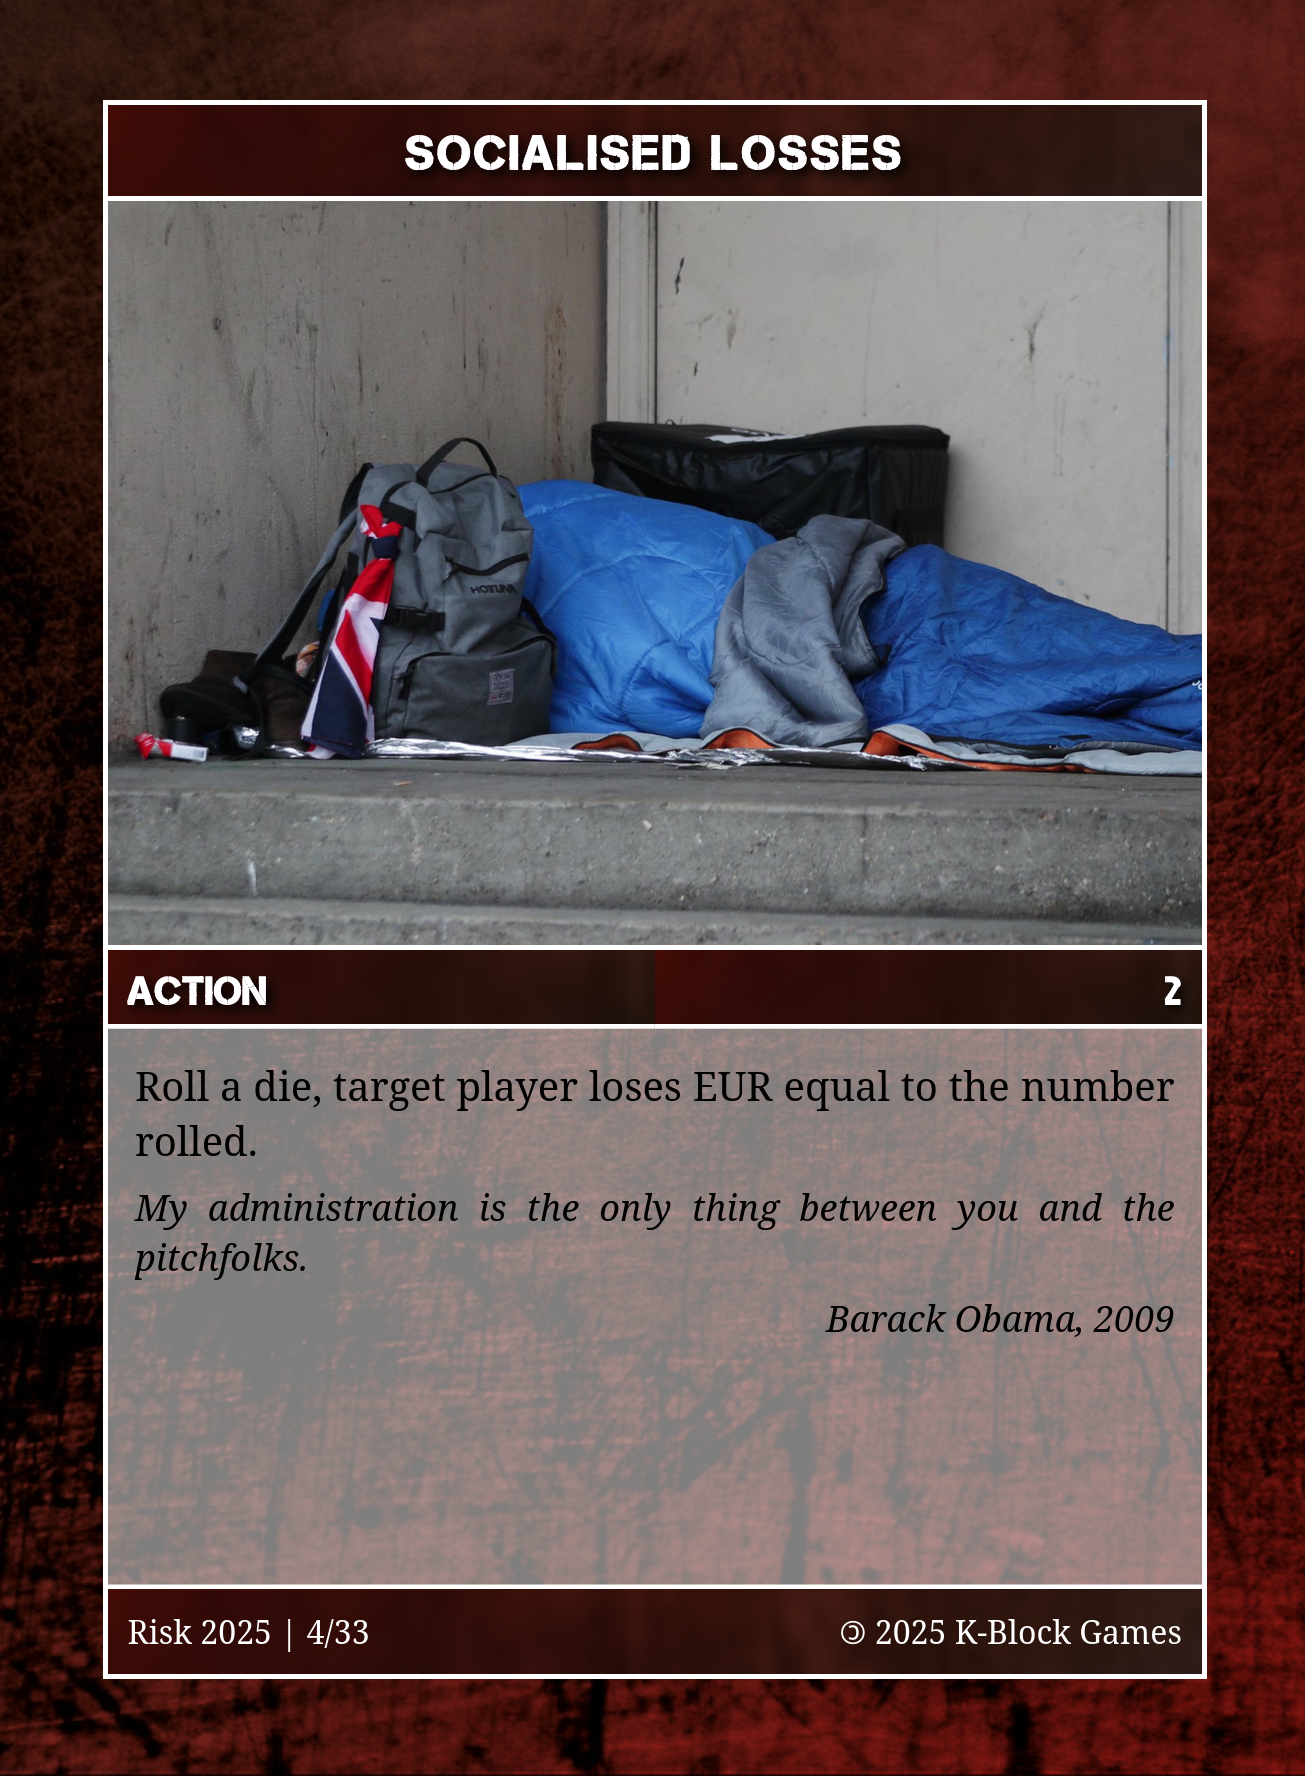 SOCIALISED LOSSES
HOTUNA
ACTION
2
Roll a die, target player loses EUR equal to the number
rolled.
My administration is the only thing between you and the
pitchfolks.
Barack Obama, 2009
Risk 2025 | 4/33
🄯 2025 K-Block Games